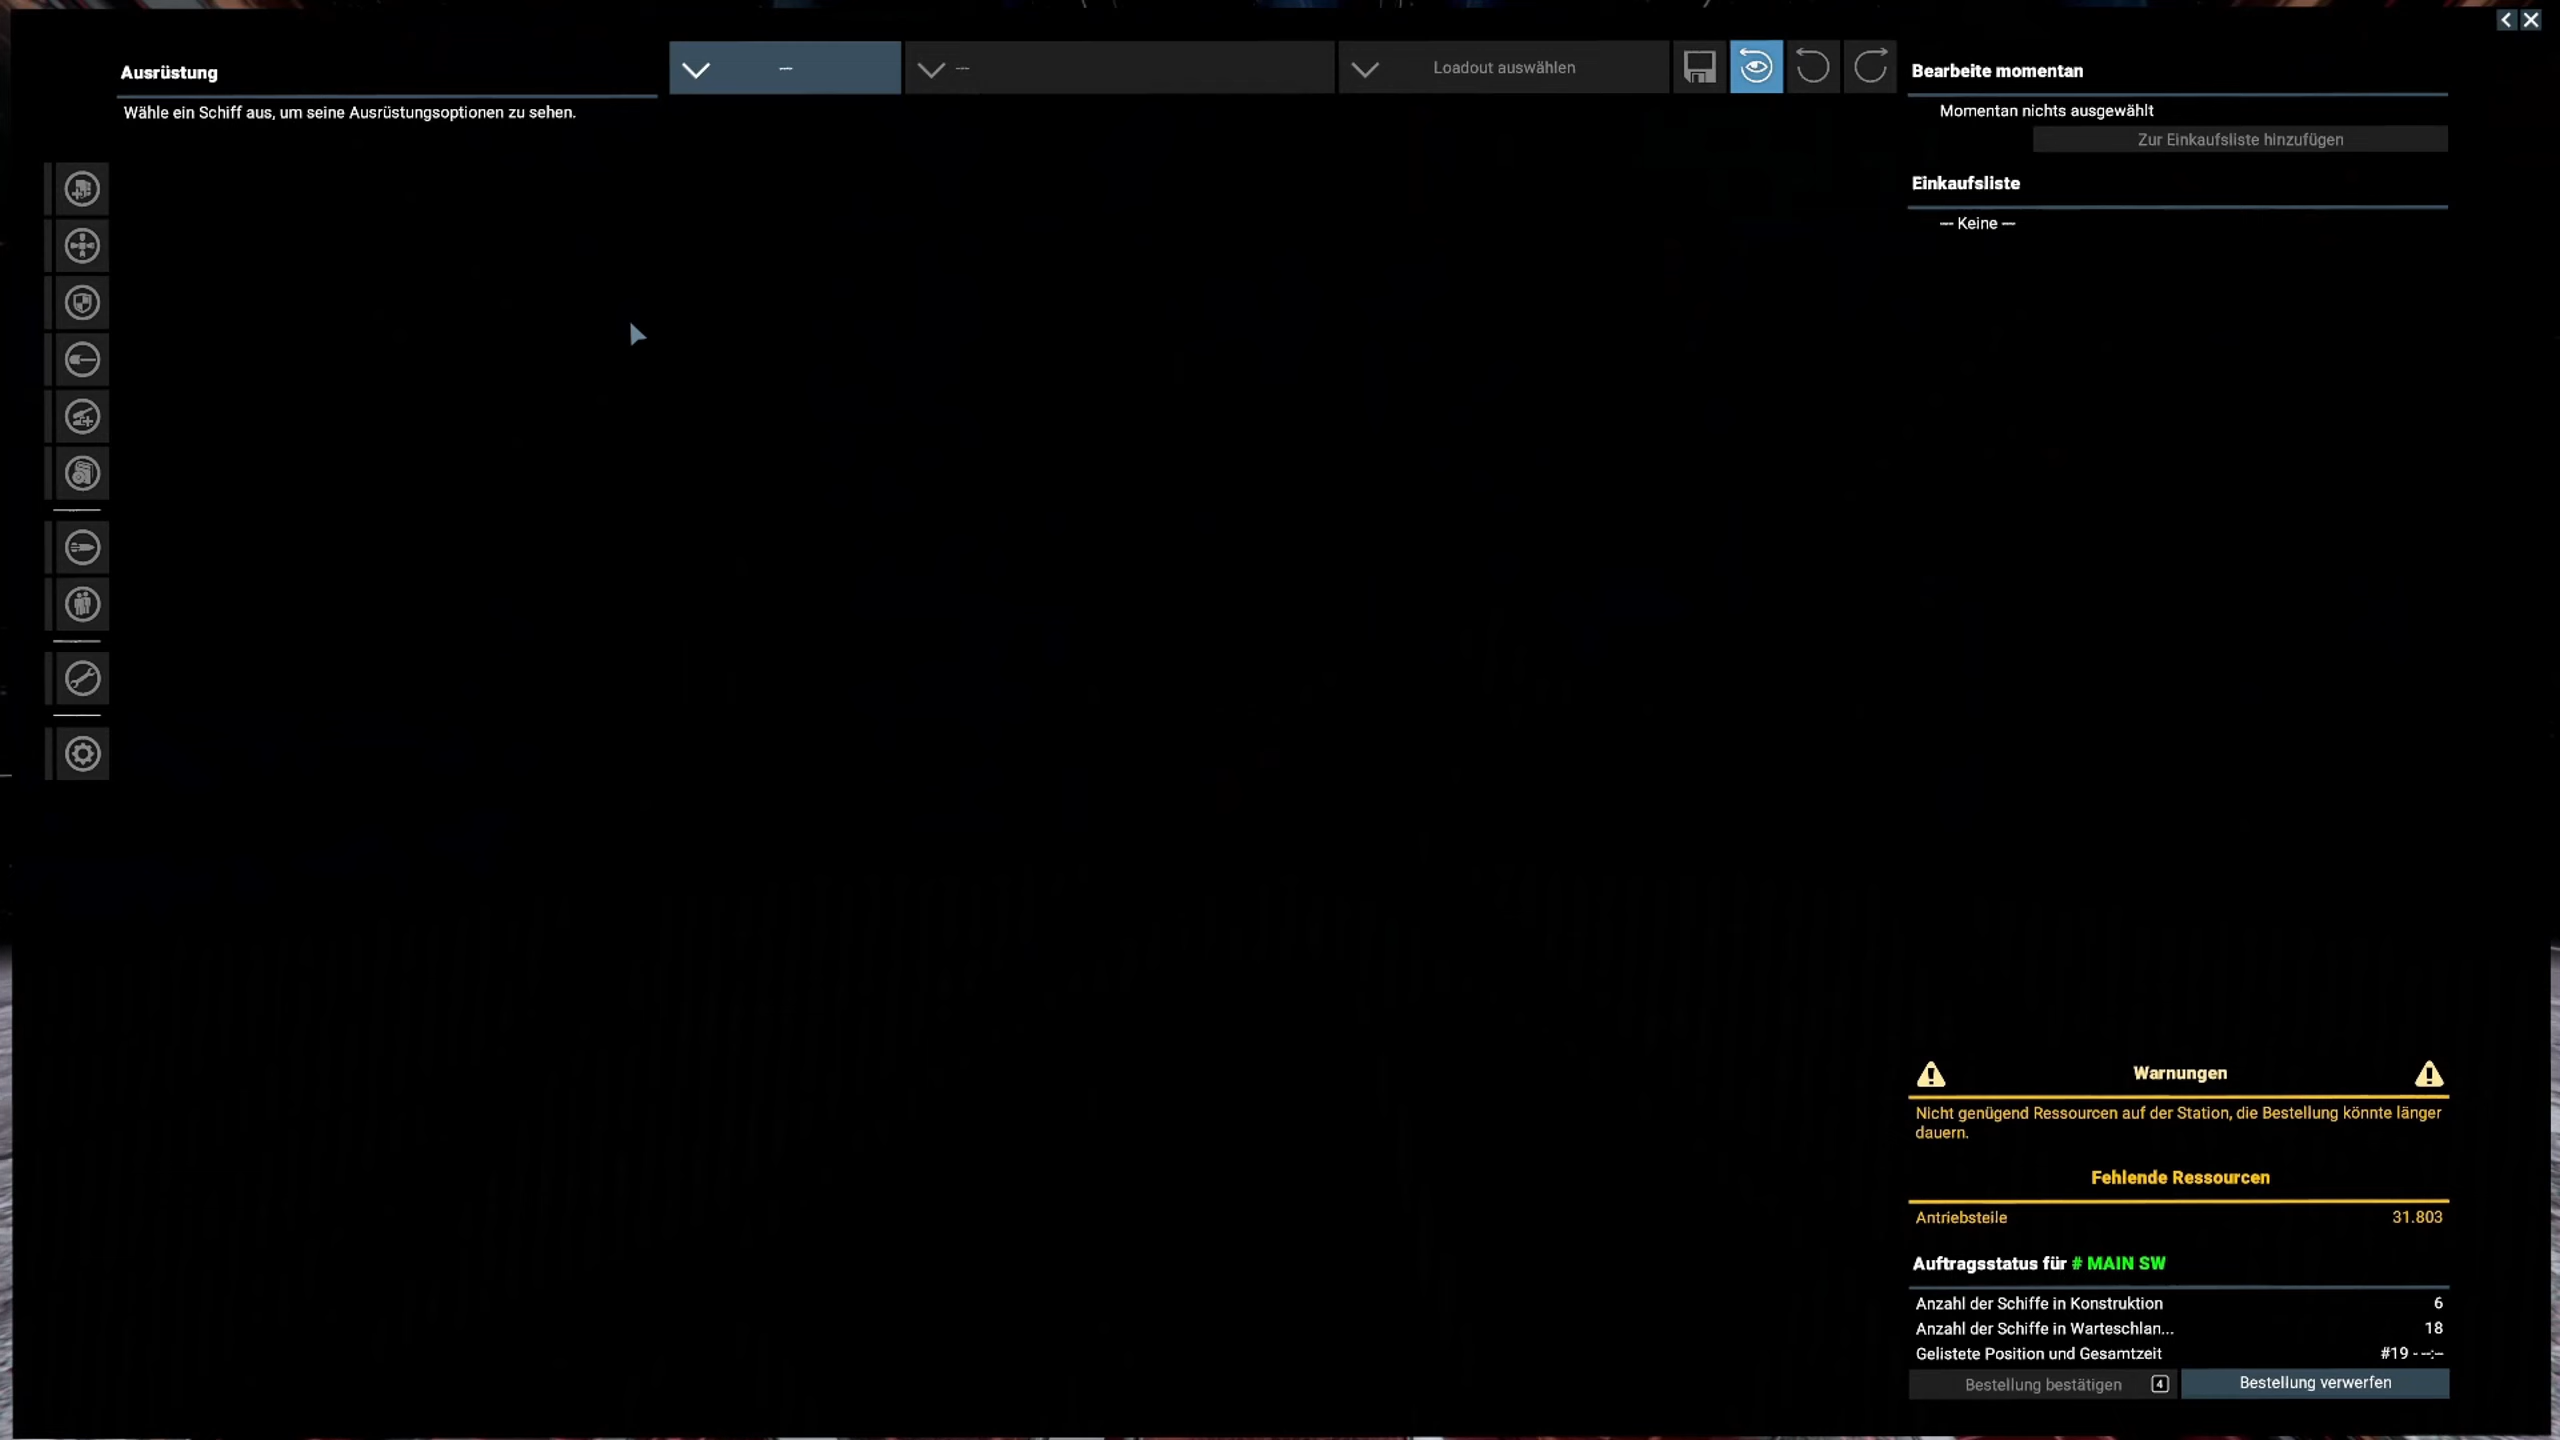 Ausrüstung
Wähle ein Schiff aus, um seine Ausrüstungsoptionen zu sehen.
--
--
Loadout auswählen
Bearbeite momentan
Momentan nichts ausgewählt
Zur Einkaufsliste hinzufügen
Einkaufsliste
-- Keine --
Warnungen
Nicht genügend Ressourcen auf der Station, die Bestellung könnte länger
dauern.
Fehlende Ressourcen
Antriebsteile 31.803
Auftragsstatus für # MAIN SW
Anzahl der Schiffe in Konstruktion 6
Anzahl der Schiffe in Warteschlan... 18
Gelistete Position und Gesamtzeit #19 - --:--
Bestellung bestätigen 4
Bestellung verwerfen